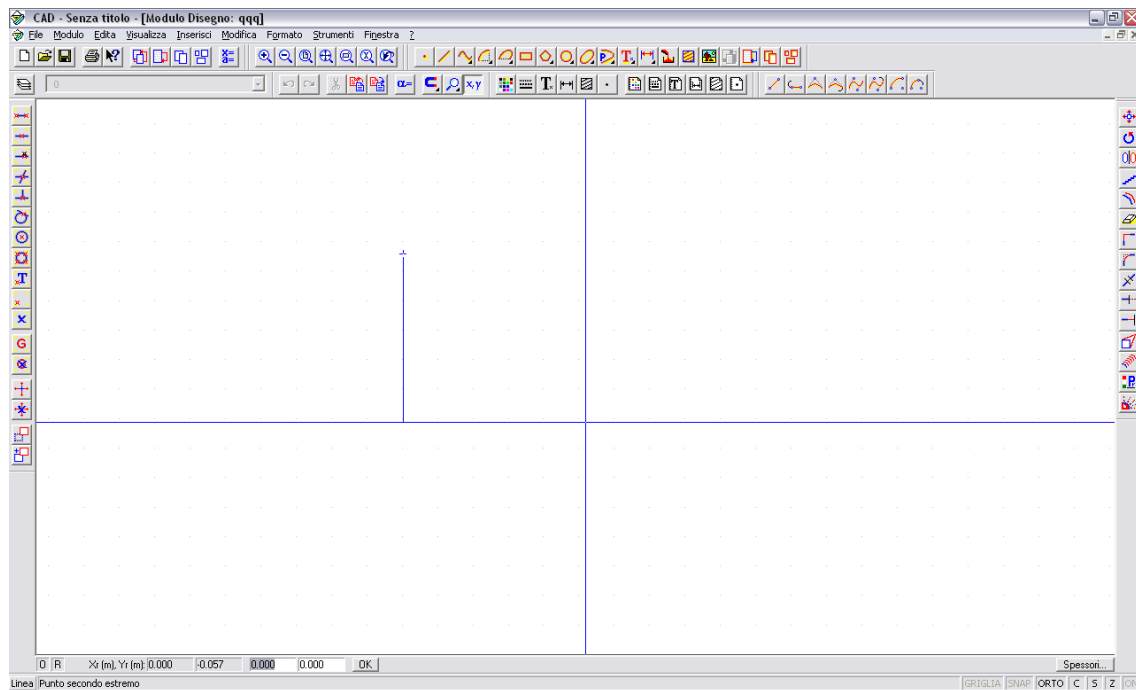 CAD - Senza titolo - [Modulo Disegno: qqq]
File Modulo Edita Visualizza Inserisci Modifica Formato Strumenti Finestra ?
0
O R Xr (m), Yr (m): 0.000 -0.057 0.000 0.000 OK Spessori...
Linea Punto secondo estremo GRIGLIA SNAP ORTO C S Z